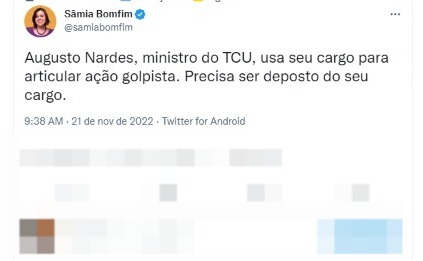 Sâmia Bomfim
@samiabomfim
Augusto Nardes, ministro do TCU, usa seu cargo para
articular ação golpista. Precisa ser deposto do seu
cargo.
9:38 AM · 21 de nov de 2022 · Twitter for Android